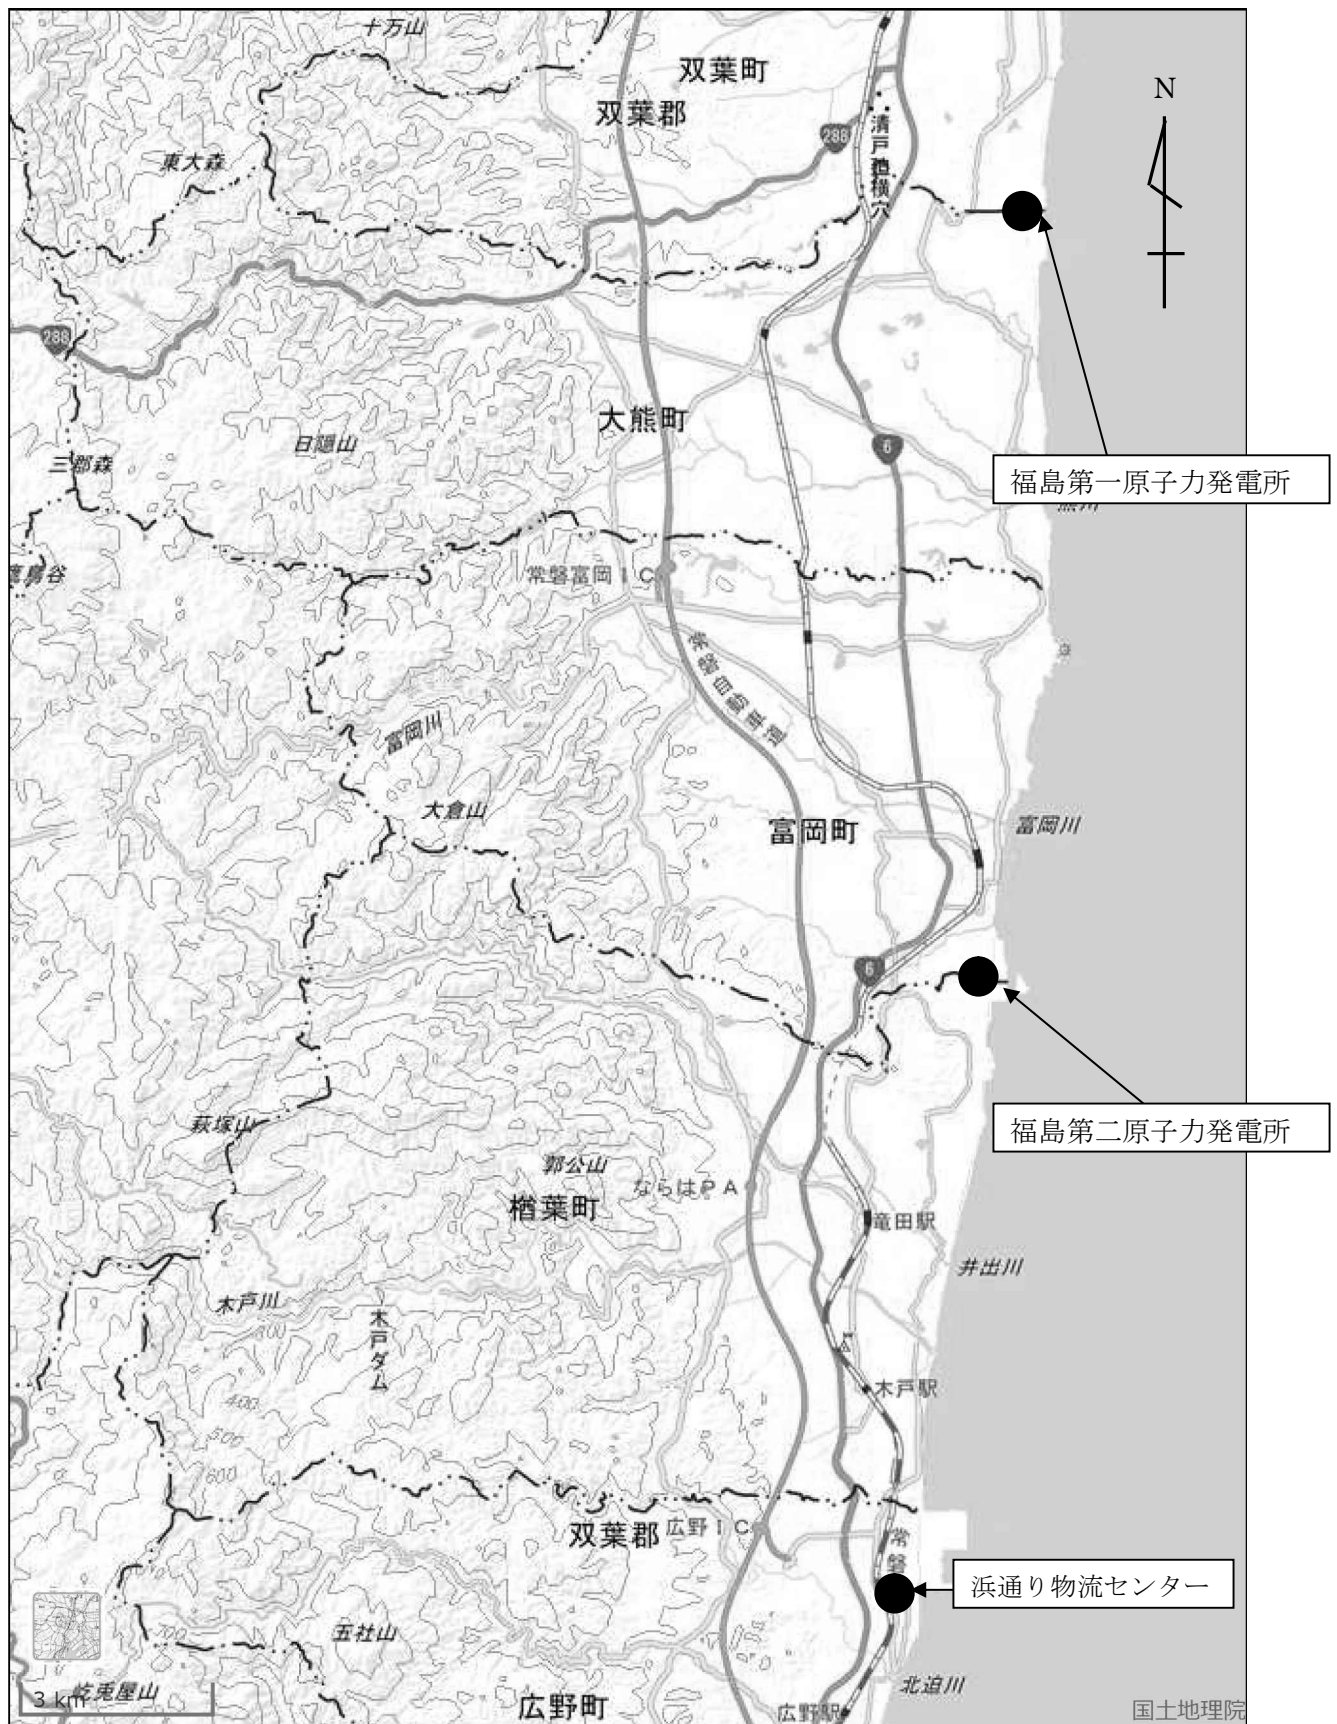 十万山
双葉町
双葉郡
N
288
清戸廹横穴
東大森
288
大熊町
日隠山
三郡森
6
福島第一原子力発電所
熊川
常磐富岡IC
常磐自動車道
富岡川
大倉山
富岡町
富岡川
6
福島第二原子力発電所
萩塚山
郭公山
ならはPA
楢葉町
竜田駅
井出川
木戸川
木戸ダム
木戸駅
400
500
600
双葉郡
広野IC
常磐
浜通り物流センター
五社山
700
北迫川
3 km
屹兎屋山
広野町
広野駅
国土地理院